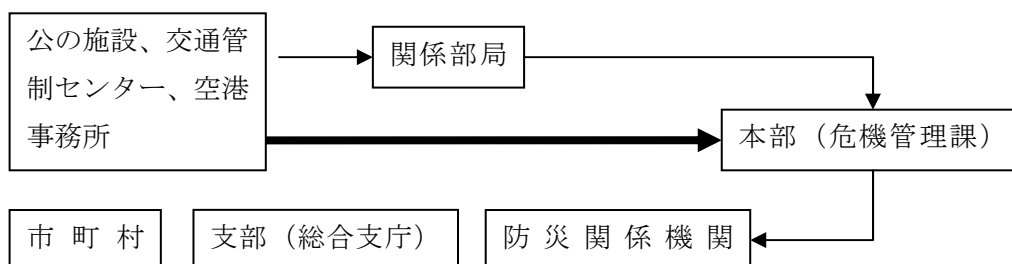 公の施設、交通管
制センター、空港
事務所
関係部局
本部（危機管理課）
市町村
支部（総合支庁）
防災関係機関